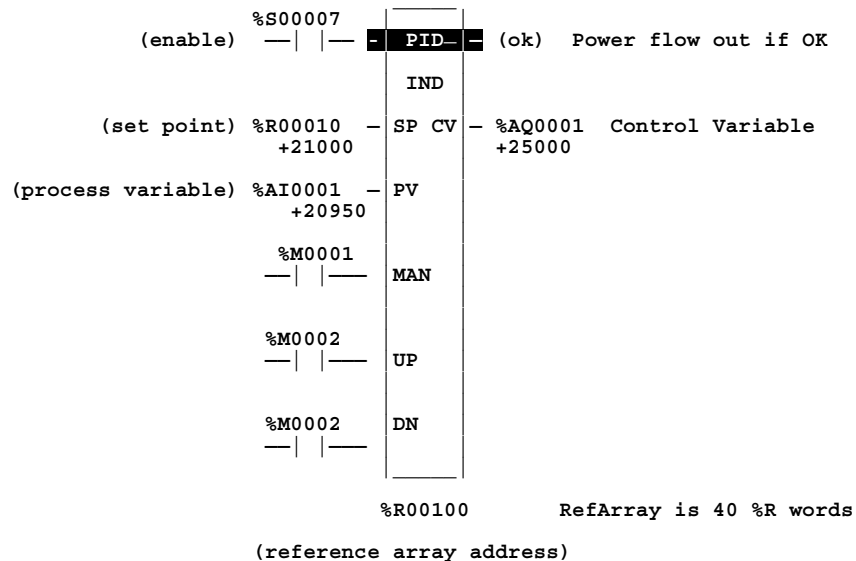 %S00007
(enable) PID (ok) Power flow out if OK
IND
(set point) %R00010 SP CV %AQ0001 Control Variable
+21000 +25000
(process variable) %AI0001 PV
+20950
%M0001
MAN
%M0002
UP
%M0002 DN
%R00100 RefArray is 40 %R words
(reference array address)